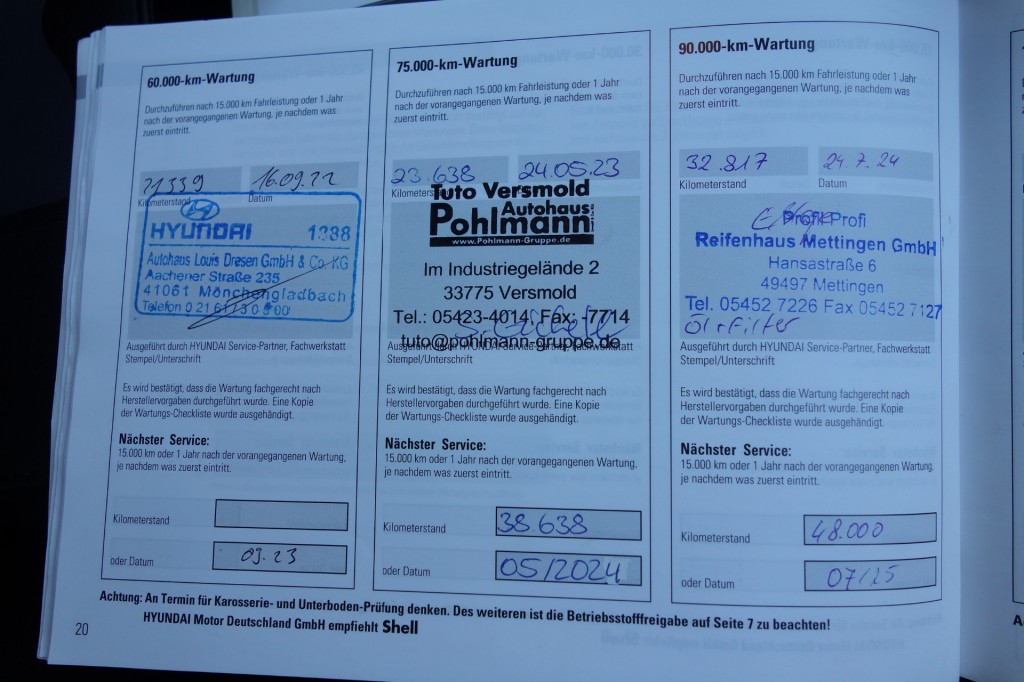 60.000-km-Wartung
Durchzuführen nach 15.000 km Fahrleistung oder 1 Jahr
nach der vorangegangenen Wartung, je nachdem was
zuerst eintritt.
21339 16.09.22
Kilometerstand Datum
HYUNDAI 1388
Autohaus Louis Dresen GmbH & Co. KG
Aachener Straße 235
41061 Mönchengladbach
Telefon 0 21 61 / 30 8 00
Ausgeführt durch HYUNDAI Service-Partner, Fachwerkstatt
Stempel/Unterschrift
Es wird bestätigt, dass die Wartung fachgerecht nach
Herstellervorgaben durchgeführt wurde. Eine Kopie
der Wartungs-Checkliste wurde ausgehändigt.
Nächster Service:
15.000 km oder 1 Jahr nach der vorangegangenen Wartung,
je nachdem was zuerst eintritt.
Kilometerstand
oder Datum 09.23
75.000-km-Wartung
Durchzuführen nach 15.000 km Fahrleistung oder 1 Jahr
nach der vorangegangenen Wartung, je nachdem was
zuerst eintritt.
23.638 24.05.23
Tuto Versmold
Autohaus
Pohlmann
www.Pohlmann-Gruppe.de
Im Industriegelände 2
33775 Versmold
Tel.: 05423-4014 Fax: -7714
tuto@pohlmann-gruppe.de
Ausgeführt durch HYUNDAI Service-Partner, Fachwerkstatt
Stempel/Unterschrift
Es wird bestätigt, dass die Wartung fachgerecht nach
Herstellervorgaben durchgeführt wurde. Eine Kopie
der Wartungs-Checkliste wurde ausgehändigt.
Nächster Service:
15.000 km oder 1 Jahr nach der vorangegangenen Wartung,
je nachdem was zuerst eintritt.
Kilometerstand 38.638
oder Datum 05/2024
90.000-km-Wartung
Durchzuführen nach 15.000 km Fahrleistung oder 1 Jahr
nach der vorangegangenen Wartung, je nachdem was
zuerst eintritt.
32.817 24.7.24
Kilometerstand Datum
Profil Profi
Reifenhaus Mettingen GmbH
Hansastraße 6
49497 Mettingen
Tel. 05452 7226 Fax 05452 7127
Öl + Filter
Ausgeführt durch HYUNDAI Service-Partner, Fachwerkstatt
Stempel/Unterschrift
Es wird bestätigt, dass die Wartung fachgerecht nach
Herstellervorgaben durchgeführt wurde. Eine Kopie
der Wartungs-Checkliste wurde ausgehändigt.
Nächster Service:
15.000 km oder 1 Jahr nach der vorangegangenen Wartung,
je nachdem was zuerst eintritt.
Kilometerstand 48.000
oder Datum 07/25
Achtung: An Termin für Karosserie- und Unterboden-Prüfung denken. Des weiteren ist die Betriebsstofffreigabe auf Seite 7 zu beachten!
HYUNDAI Motor Deutschland GmbH empfiehlt Shell
20